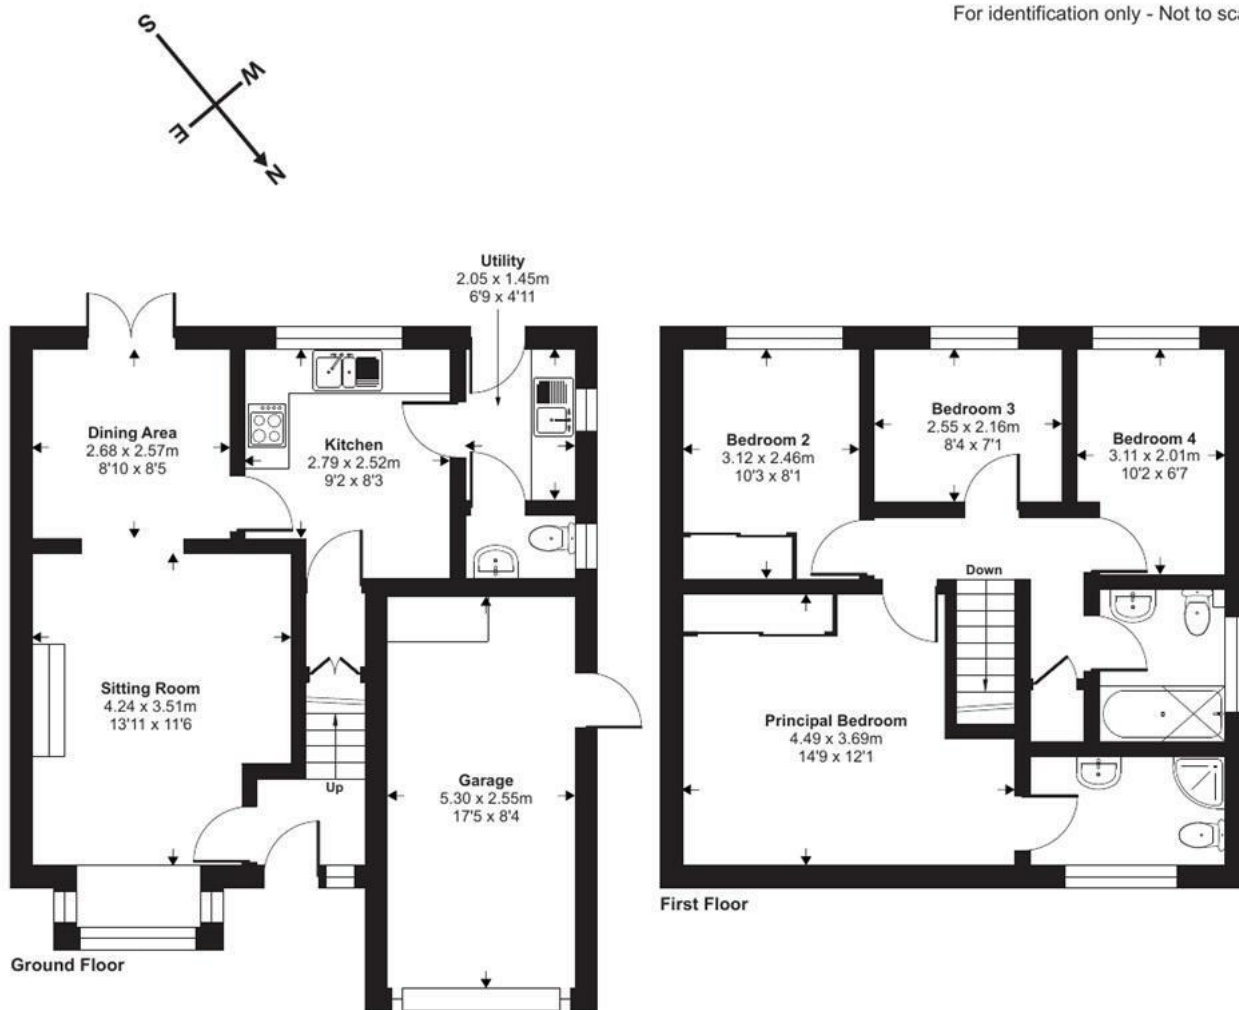 For identification only - Not to sca
S
W
E
N
Utility
2.05 x 1.45m
6'9 x 4'11
Dining Area
2.68 x 2.57m
8'10 x 8'5
Kitchen
2.79 x 2.52m
9'2 x 8'3
Sitting Room
4.24 x 3.51m
13'11 x 11'6
Up
Garage
5.30 x 2.55m
17'5 x 8'4
Ground Floor
Bedroom 2
3.12 x 2.46m
10'3 x 8'1
Bedroom 3
2.55 x 2.16m
8'4 x 7'1
Bedroom 4
3.11 x 2.01m
10'2 x 6'7
Down
Principal Bedroom
4.49 x 3.69m
14'9 x 12'1
First Floor